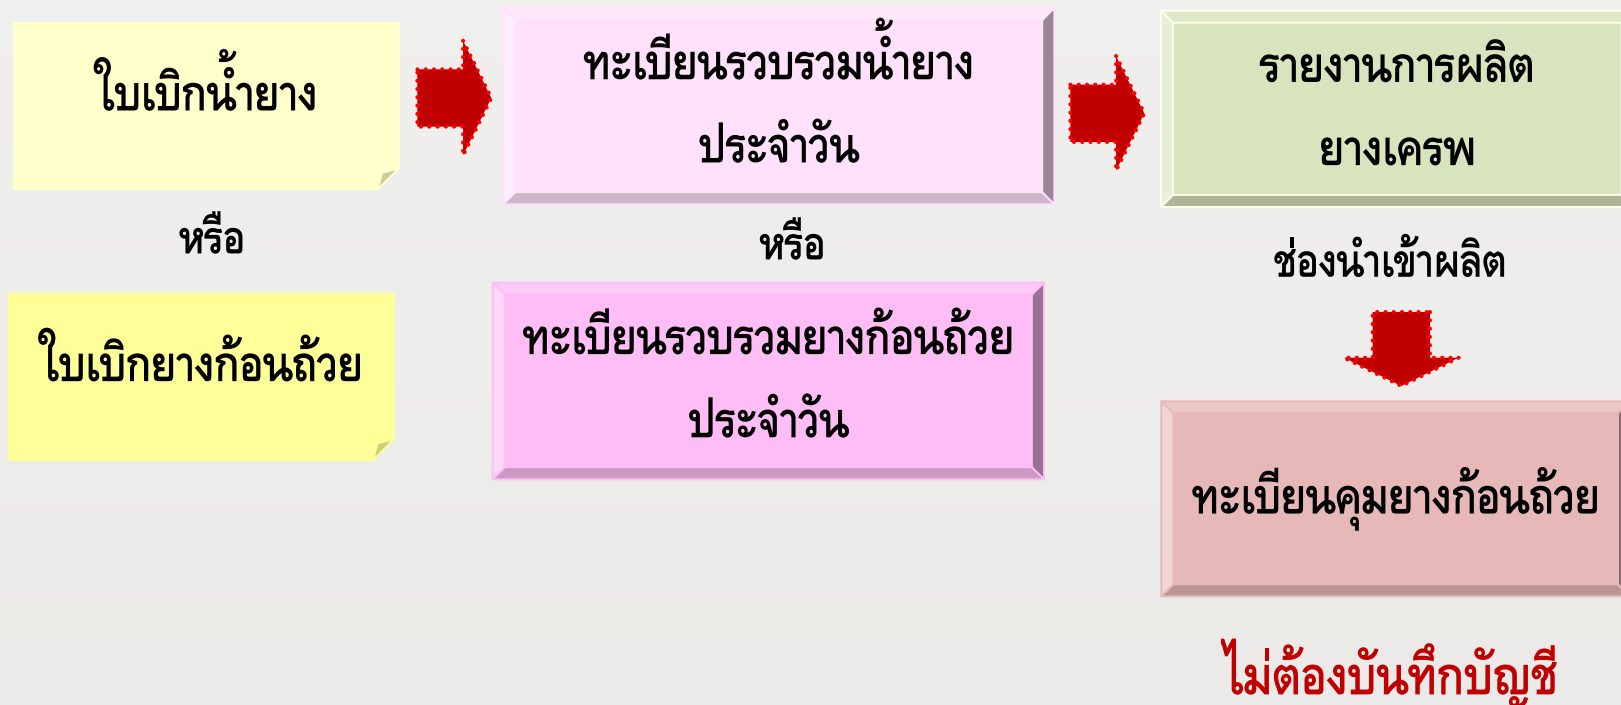 ใบเบิกน้ำยาง
หรือ
ใบเบิกยางก้อนถ้วย
ทะเบียนรวบรวมน้ำยาง
ประจำวัน
หรือ
ทะเบียนรวบรวมยางก้อนถ้วย
ประจำวัน
รายงานการผลิต
ยางเครพ
ช่องนำเข้าผลิต
ทะเบียนคุมยางก้อนถ้วย
ไม่ต้องบันทึกบัญชี